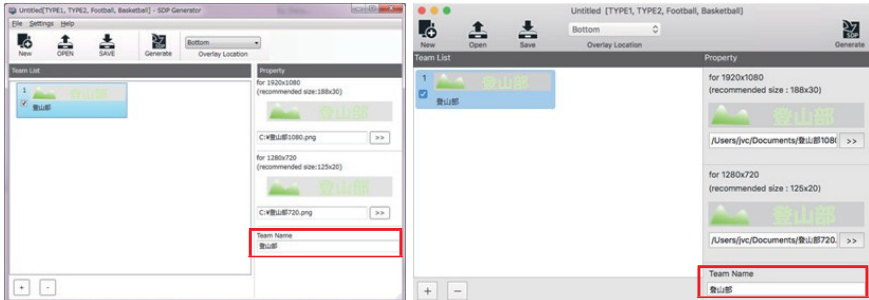 Untitled[TYPE1, TYPE2, Football, Basketball] - SDP Generator
File Settings Help
New
OPEN
SAVE
Generate
Bottom
Overlay Location
Team List
Property
1
登山部
登山部
for 1920x1080
(recommended size:188x30)
登山部
C:¥登山部1080.png
>>
for 1280x720
(recommended size:125x20)
登山部
C:¥登山部720.png
>>
Team Name
登山部
+
-
Untitled [TYPE1, TYPE2, Football, Basketball]
New
Open
Save
Bottom
Overlay Location
SDP
Generate
Team List
Property
1
登山部
登山部
for 1920x1080
(recommended size : 188x30)
登山部
/Users/jvc/Documents/登山部108
>>
for 1280x720
(recommended size : 125x20)
登山部
/Users/jvc/Documents/登山部720.
>>
Team Name
登山部
+
-